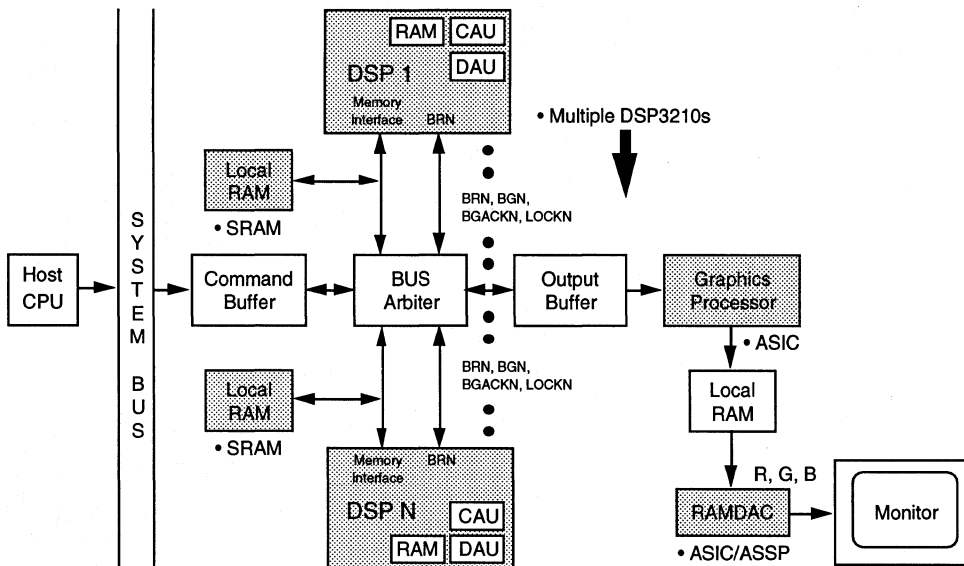 RAM
CAU
DSP 1
DAU
Memory
Interface
BRN
• Multiple DSP3210s
Local
RAM
• SRAM
BRN, BGN,
BGACKN, LOCKN
SYSTEM BUS
Host
CPU
Command
Buffer
BUS
Arbiter
Output
Buffer
Graphics
Processor
• ASIC
Local
RAM
• SRAM
BRN, BGN,
BGACKN, LOCKN
Local
RAM
Memory
Interface
BRN
DSP N
CAU
RAM
DAU
R, G, B
RAMDAC
• ASIC/ASSP
Monitor